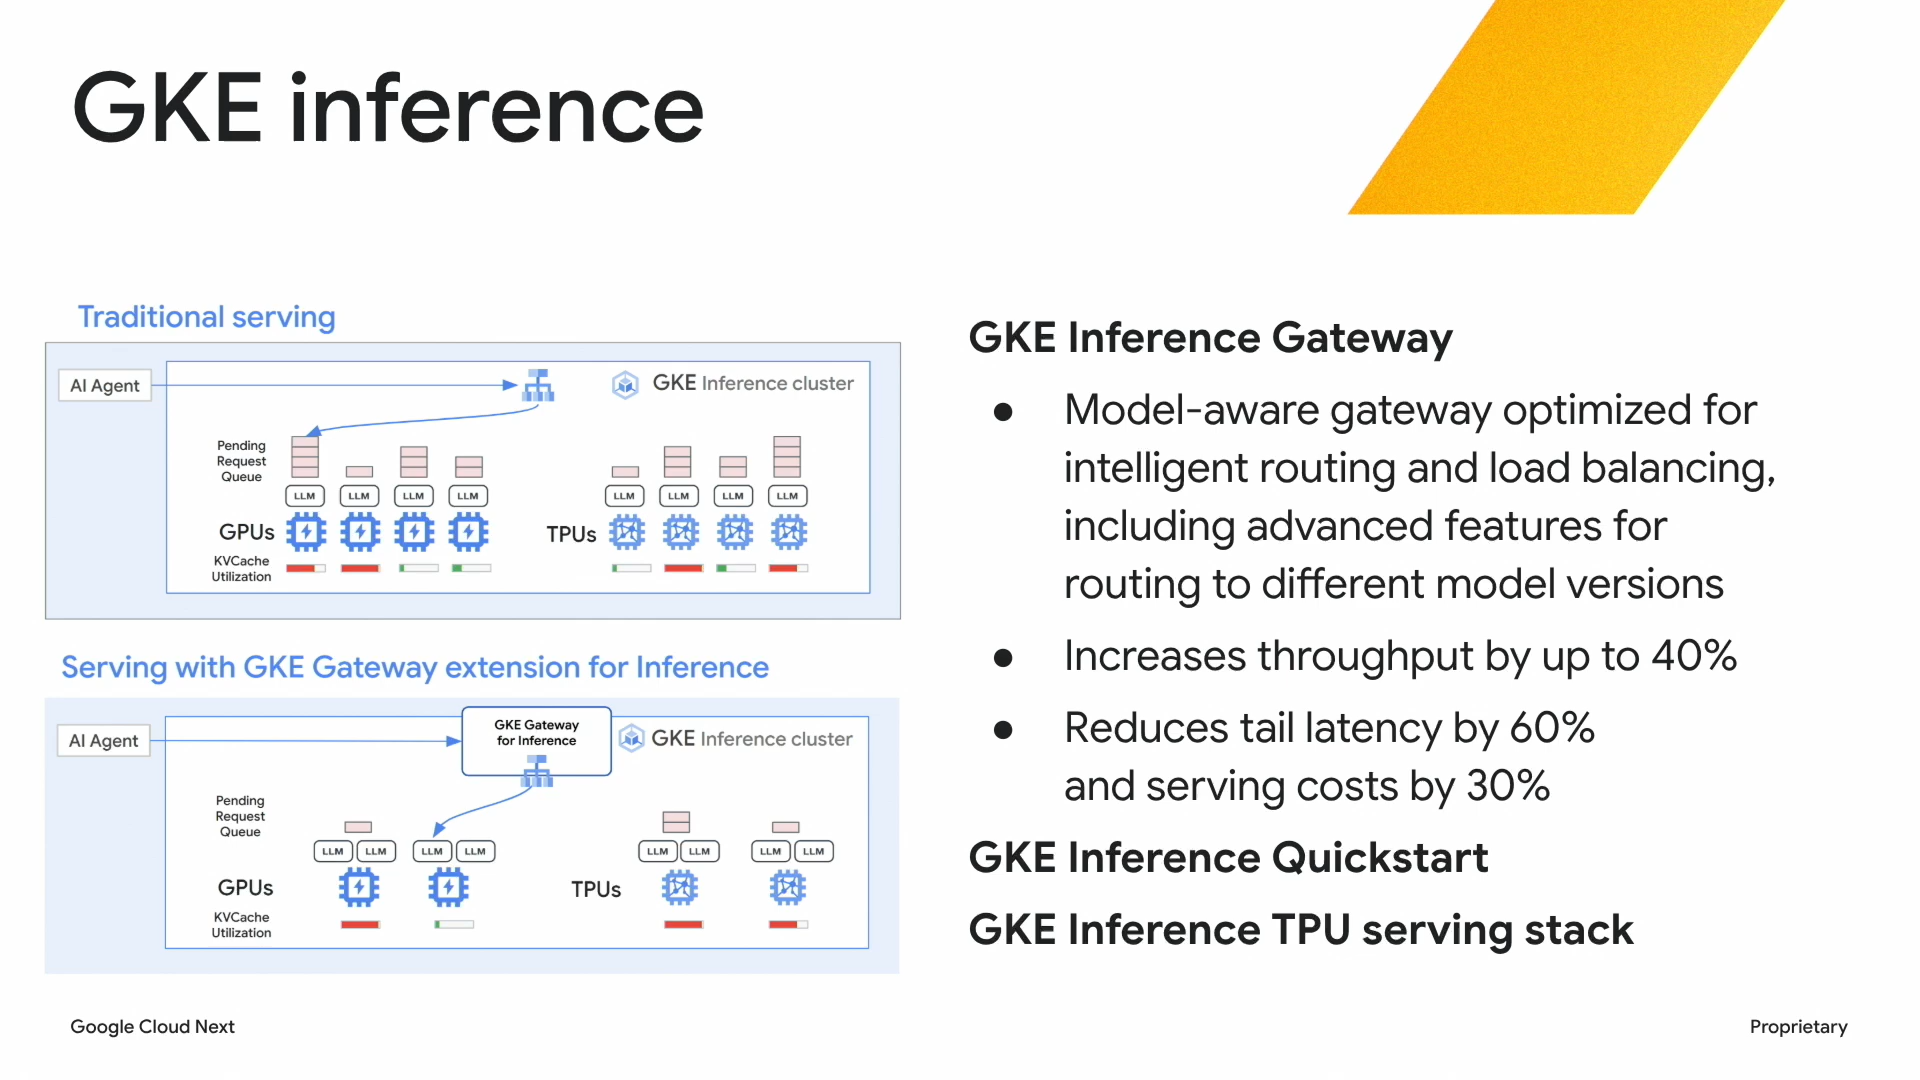 GKE inference
Traditional serving
AI Agent
GKE Inference cluster
Pending
Request
Queue
LLM LLM LLM LLM
LLM LLM LLM LLM
GPUs
TPUs
KVCache
Utilization
Serving with GKE Gateway extension for Inference
AI Agent
GKE Gateway
for Inference
GKE Inference cluster
Pending
Request
Queue
LLM LLM LLM LLM
LLM LLM LLM LLM
GPUs
TPUs
KVCache
Utilization
GKE Inference Gateway
● Model-aware gateway optimized for
intelligent routing and load balancing,
including advanced features for
routing to different model versions
● Increases throughput by up to 40%
● Reduces tail latency by 60%
and serving costs by 30%
GKE Inference Quickstart
GKE Inference TPU serving stack
Google Cloud Next
Proprietary